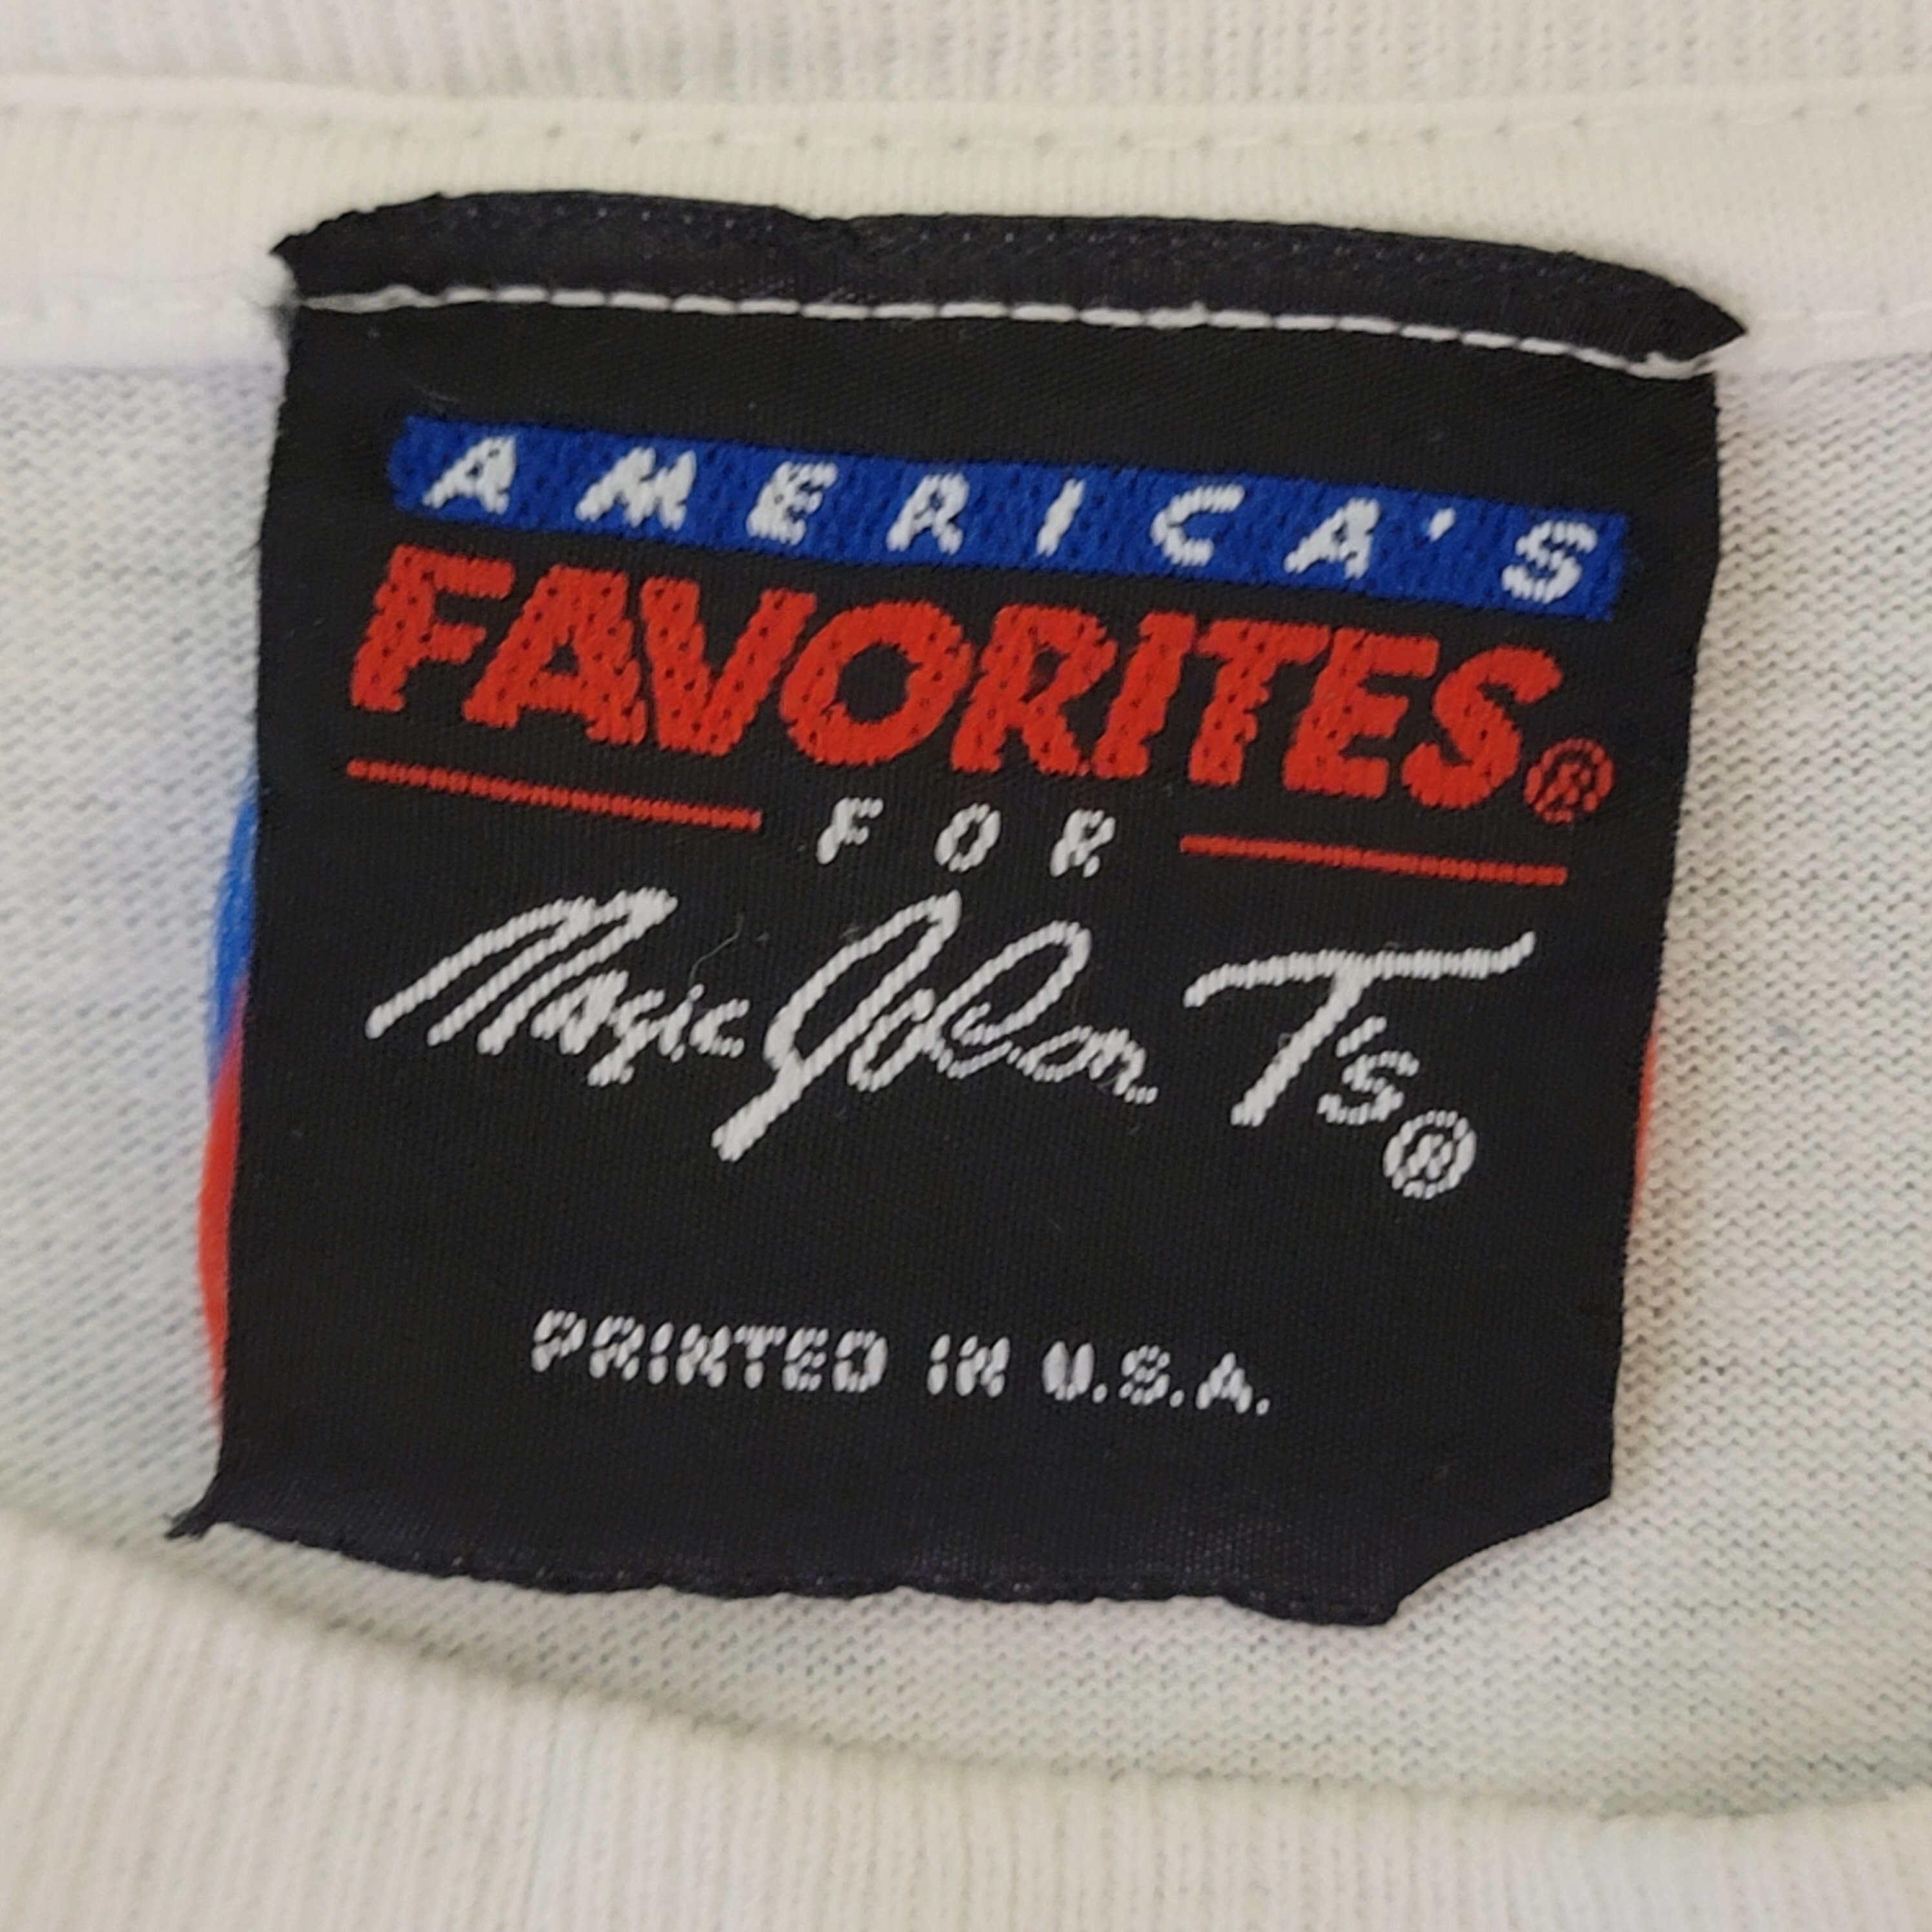 AMERICA'S
FAVORITES®
FOR
Magic Johnson T's®
PRINTED IN U.S.A.